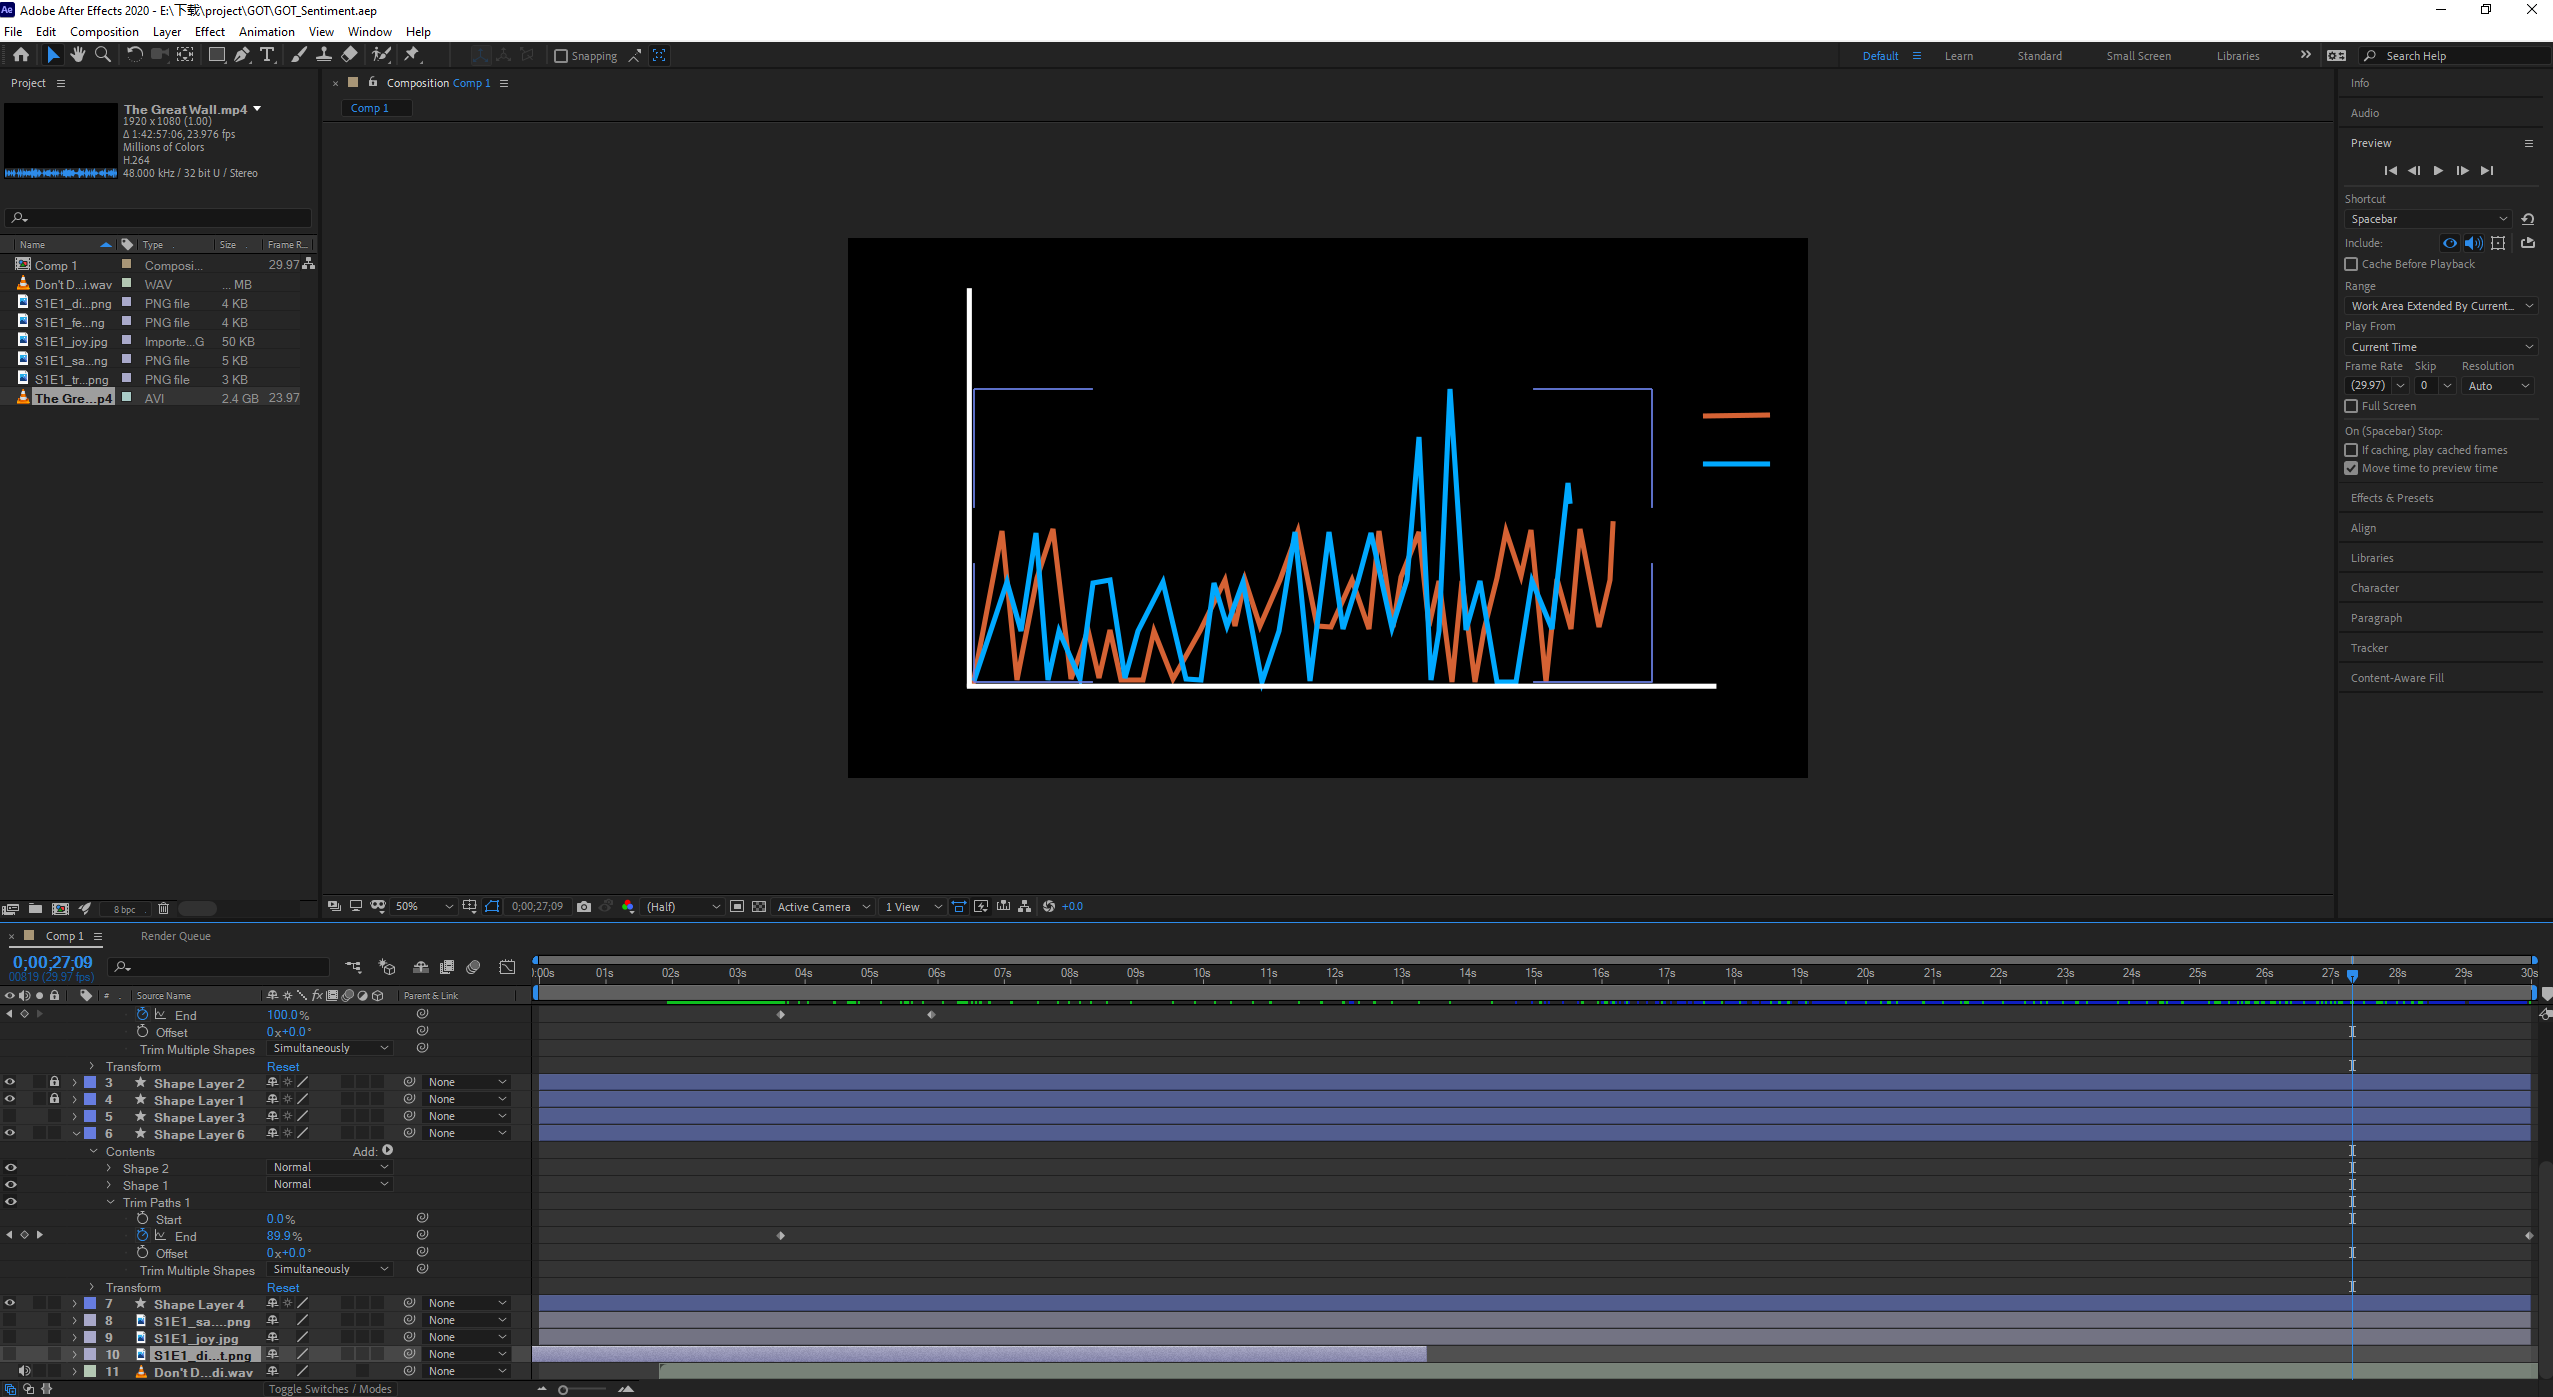 Ae Adobe After Effects 2020 - E:\下载\project\GOT\GOT_Sentiment.aep
File Edit Composition Layer Effect Animation View Window Help
Snapping
Default Learn Standard Small Screen Libraries Search Help
Project
The Great Wall.mp4
1920 x 1080 (1.00)
Δ 1:42:57:06, 23.976 fps
Millions of Colors
H.264
48.000 kHz / 32 bit U / Stereo
Name Type Size Frame R...
Comp 1 Composi... 29.97
Don't D...i.wav WAV ... MB
S1E1_di...png PNG file 4 KB
S1E1_fe...ng PNG file 4 KB
S1E1_joy.jpg Importe...G 50 KB
S1E1_sa...ng PNG file 5 KB
S1E1_tr...png PNG file 3 KB
The Gre...p4 AVI 2.4 GB 23.97
8 bpc
Composition Comp 1
Comp 1
50% 0;00;27;09 (Half) Active Camera 1 View +0.0
Info
Audio
Preview
Shortcut
Spacebar
Include:
Cache Before Playback
Range
Work Area Extended By Current...
Play From
Current Time
Frame Rate Skip Resolution
(29.97) 0 Auto
Full Screen
On (Spacebar) Stop:
If caching, play cached frames
Move time to preview time
Effects & Presets
Align
Libraries
Character
Paragraph
Tracker
Content-Aware Fill
Comp 1 Render Queue
0;00;27;09
00819 (29.97 fps)
):00s 01s 02s 03s 04s 05s 06s 07s 08s 09s 10s 11s 12s 13s 14s 15s 16s 17s 18s 19s 20s 21s 22s 23s 24s 25s 26s 27s 28s 29s 30s
# Source Name fx Parent & Link
End 100.0%
Offset 0x+0.0°
Trim Multiple Shapes Simultaneously
Transform Reset
3 Shape Layer 2 None
4 Shape Layer 1 None
5 Shape Layer 3 None
6 Shape Layer 6 None
Contents Add:
Shape 2 Normal
Shape 1 Normal
Trim Paths 1
Start 0.0%
End 89.9%
Offset 0x+0.0°
Trim Multiple Shapes Simultaneously
Transform Reset
7 Shape Layer 4 None
8 S1E1_sa....png None
9 S1E1_joy.jpg None
10 S1E1_di...t.png None
11 Don't D...di.wav None
Toggle Switches / Modes